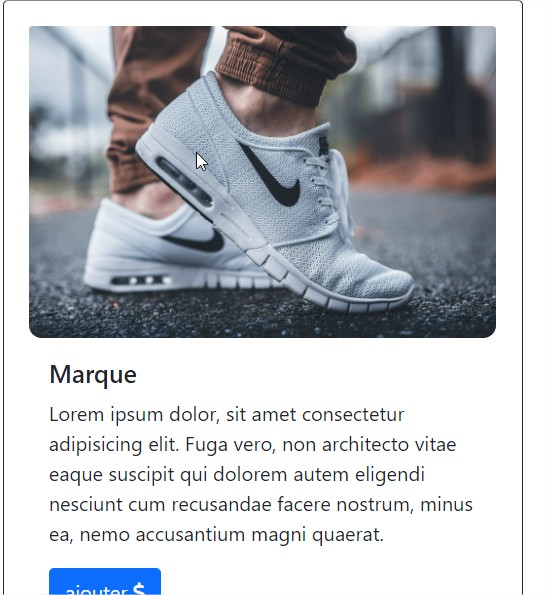 Marque
Lorem ipsum dolor, sit amet consectetur
adipisicing elit. Fuga vero, non architecto vitae
eaque suscipit qui dolorem autem eligendi
nesciunt cum recusandae facere nostrum, minus
ea, nemo accusantium magni quaerat.
ajouter $